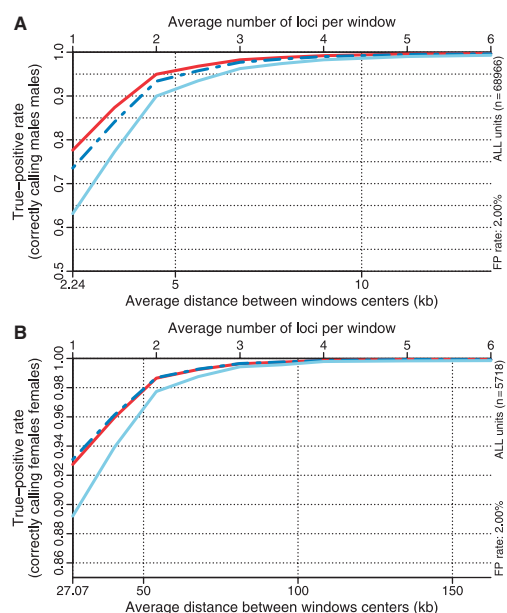 A
Average number of loci per window
1 2 3 4 5 6
True−positive rate
(correctly calling males males)
0.5 0.6 0.7 0.8 0.9 1.0
ALL units (n=68966)
FP rate: 2.00%
2.24 5 10
Average distance between windows centers (kb)
B
Average number of loci per window
1 2 3 4 5 6
True−positive rate
(correctly calling females females)
0.86 0.88 0.90 0.92 0.94 0.96 0.98 1.00
ALL units (n=5718)
FP rate: 2.00%
27.07 50 100 150
Average distance between windows centers (kb)